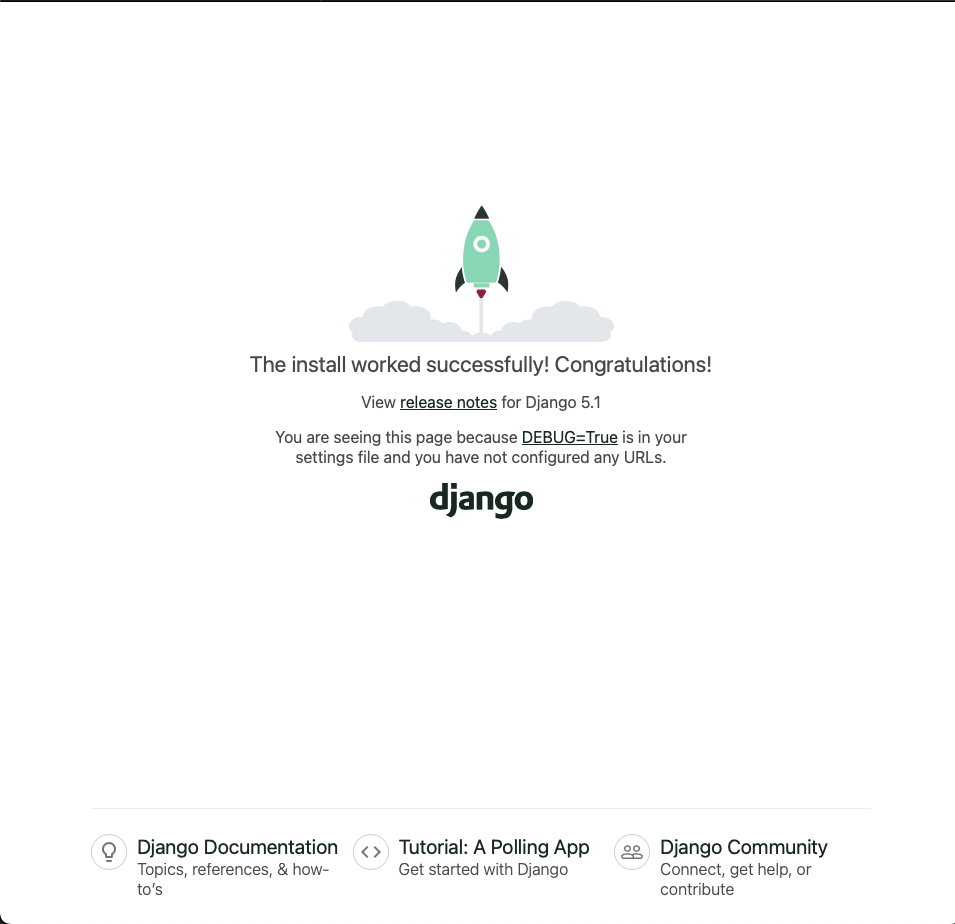 The install worked successfully! Congratulations!
View release notes for Django 5.1
You are seeing this page because DEBUG=True is in your
settings file and you have not configured any URLs.
django
Django Documentation
Topics, references, & how-
to’s
Tutorial: A Polling App
Get started with Django
Django Community
Connect, get help, or
contribute